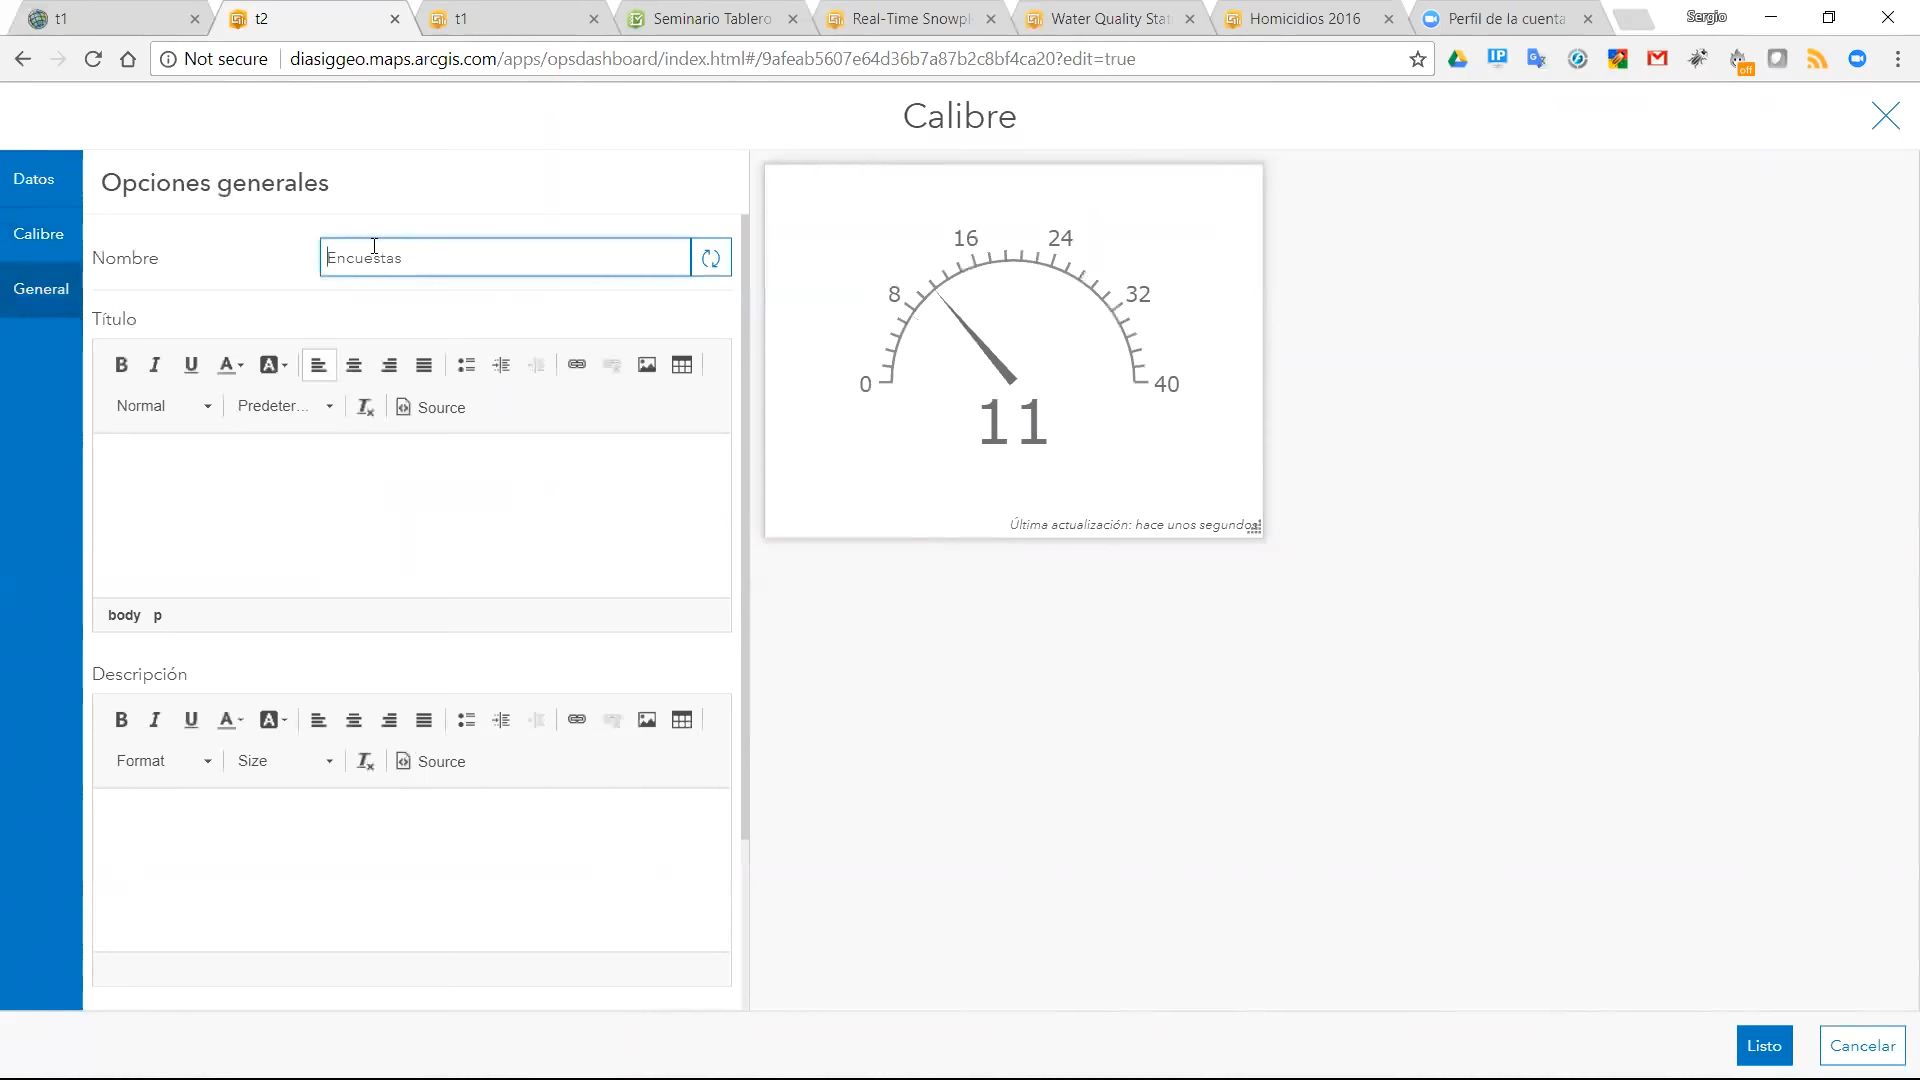 t1
t2
t1
Seminario Tablero
Real-Time Snowpl
Water Quality Stat
Homicidios 2016
Perfil de la cuenta
Sergio
Not secure
diasiggeo.maps.arcgis.com/apps/opsdashboard/index.html#/9afeab5607e64d36b7a87b2c8bf4ca20?edit=true
IP
off
Calibre
Datos
Calibre
General
Opciones generales
Nombre
Encuestas
Título
B I U A A
Normal
Predeter...
Source
body p
Descripción
B I U A A
Format
Size
Source
0
8
16
24
32
40
11
Última actualización: hace unos segundos
Listo
Cancelar